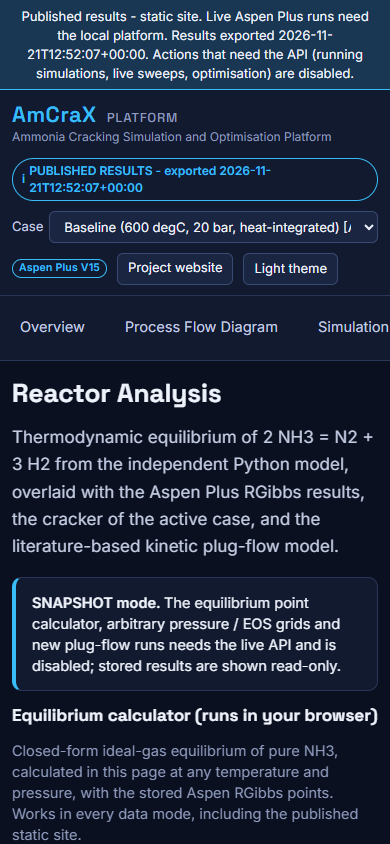 Published results - static site. Live Aspen Plus runs need
the local platform. Results exported 2026-11-
21T12:52:07+00:00. Actions that need the API (running
simulations, live sweeps, optimisation) are disabled.
AmCraX PLATFORM
Ammonia Cracking Simulation and Optimisation Platform
i PUBLISHED RESULTS - exported 2026-11-
21T12:52:07+00:00
Case Baseline (600 degC, 20 bar, heat-integrated) [
Aspen Plus V15 Project website Light theme
Overview Process Flow Diagram Simulation
Reactor Analysis
Thermodynamic equilibrium of 2 NH3 = N2 +
3 H2 from the independent Python model,
overlaid with the Aspen Plus RGibbs results,
the cracker of the active case, and the
literature-based kinetic plug-flow model.
SNAPSHOT mode. The equilibrium point
calculator, arbitrary pressure / EOS grids and
new plug-flow runs needs the live API and is
disabled; stored results are shown read-only.
Equilibrium calculator (runs in your browser)
Closed-form ideal-gas equilibrium of pure NH3,
calculated in this page at any temperature and
pressure, with the stored Aspen RGibbs points.
Works in every data mode, including the published
static site.